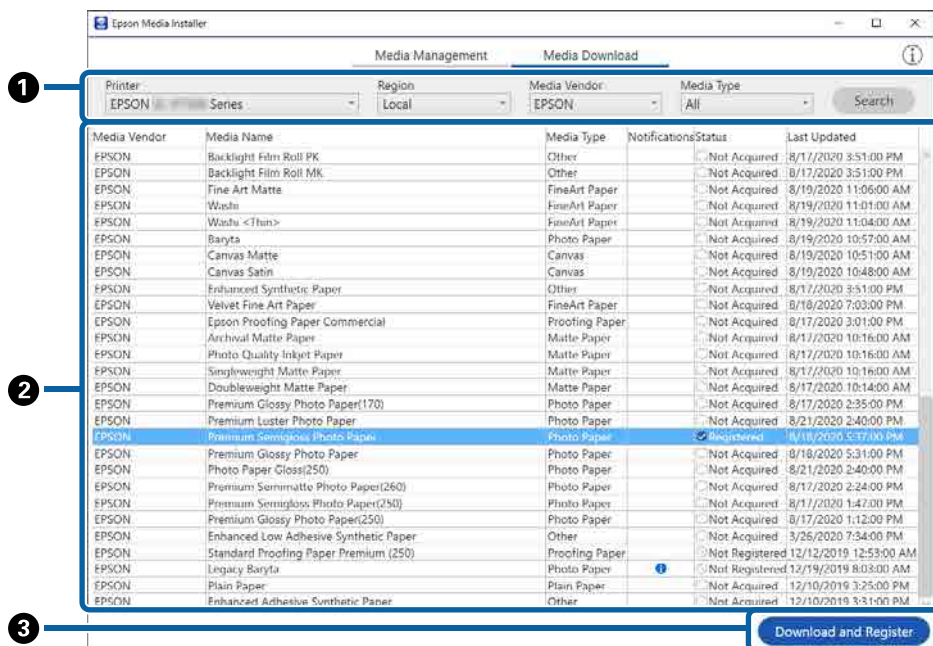 Epson Media Installer
Media Management Media Download
Printer Region Media Vendor Media Type
1 EPSON Series Local EPSON All Search
Media Vendor Media Name Media Type Notifications Status Last Updated
EPSON Backlight Film Roll PK Other Not Acquired 8/17/2020 3:51:00 PM
EPSON Backlight Film Roll MK Other Not Acquired 8/17/2020 3:51:00 PM
EPSON Fine Art Matte FineArt Paper Not Acquired 8/19/2020 11:06:00 AM
EPSON Washi FineArt Paper Not Acquired 8/19/2020 11:01:00 AM
EPSON Washi <Thin> FineArt Paper Not Acquired 8/19/2020 11:04:00 AM
EPSON Baryta Photo Paper Not Acquired 8/19/2020 10:57:00 AM
EPSON Canvas Matte Canvas Not Acquired 8/19/2020 10:51:00 AM
EPSON Canvas Satin Canvas Not Acquired 8/19/2020 10:48:00 AM
EPSON Enhanced Synthetic Paper Other Not Acquired 8/17/2020 3:51:00 PM
EPSON Velvet Fine Art Paper FineArt Paper Not Acquired 8/18/2020 7:03:00 PM
EPSON Epson Proofing Paper Commercial Proofing Paper Not Acquired 8/17/2020 3:01:00 PM
EPSON Archival Matte Paper Matte Paper Not Acquired 8/17/2020 10:16:00 AM
EPSON Photo Quality Inkjet Paper Matte Paper Not Acquired 8/17/2020 10:16:00 AM
EPSON Singleweight Matte Paper Matte Paper Not Acquired 8/17/2020 10:16:00 AM
2 EPSON Doubleweight Matte Paper Matte Paper Not Acquired 8/17/2020 10:14:00 AM
EPSON Premium Glossy Photo Paper(170) Photo Paper Not Acquired 8/17/2020 2:35:00 PM
EPSON Premium Luster Photo Paper Photo Paper Not Acquired 8/21/2020 2:40:00 PM
EPSON Premium Semigloss Photo Paper Photo Paper Registered 8/18/2020 5:37:00 PM
EPSON Premium Glossy Photo Paper Photo Paper Not Acquired 8/18/2020 5:31:00 PM
EPSON Photo Paper Gloss(250) Photo Paper Not Acquired 8/21/2020 2:40:00 PM
EPSON Premium Semimatte Photo Paper(260) Photo Paper Not Acquired 8/17/2020 2:24:00 PM
EPSON Premium Semigloss Photo Paper(250) Photo Paper Not Acquired 8/17/2020 1:47:00 PM
EPSON Premium Glossy Photo Paper(250) Photo Paper Not Acquired 8/17/2020 1:12:00 PM
EPSON Enhanced Low Adhesive Synthetic Paper Other Not Acquired 3/26/2020 7:34:00 PM
EPSON Standard Proofing Paper Premium (250) Proofing Paper Not Registered 12/12/2019 12:53:00 AM
EPSON Legacy Baryta Photo Paper Not Registered 12/19/2019 8:03:00 AM
EPSON Plain Paper Plain Paper Not Acquired 12/10/2019 3:25:00 PM
EPSON Enhanced Adhesive Synthetic Paper Other Not Acquired 12/10/2019 3:31:00 PM
3 Download and Register